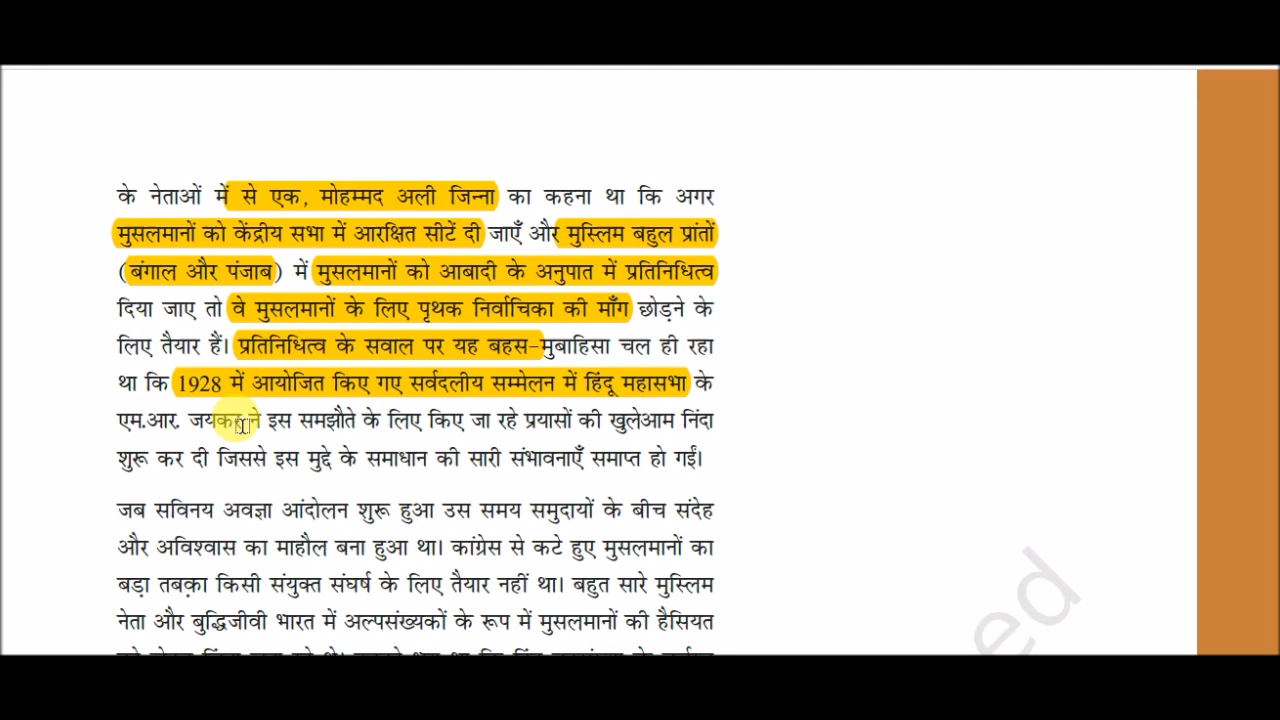 के नेताओं में से एक, मोहम्मद अली जिन्ना का कहना था कि अगर
मुसलमानों को केंद्रीय सभा में आरक्षित सीटें दी जाएँ और मुस्लिम बहुल प्रांतों
(बंगाल और पंजाब) में मुसलमानों को आबादी के अनुपात में प्रतिनिधित्व
दिया जाए तो वे मुसलमानों के लिए पृथक निर्वाचिका की माँग छोड़ने के
लिए तैयार हैं। प्रतिनिधित्व के सवाल पर यह बहस-मुबाहिसा चल ही रहा
था कि 1928 में आयोजित किए गए सर्वदलीय सम्मेलन में हिंदू महासभा के
एम.आर. जयकर ने इस समझौते के लिए किए जा रहे प्रयासों की खुलेआम निंदा
शुरू कर दी जिससे इस मुद्दे के समाधान की सारी संभावनाएँ समाप्त हो गईं।
जब सविनय अवज्ञा आंदोलन शुरू हुआ उस समय समुदायों के बीच संदेह
और अविश्वास का माहौल बना हुआ था। कांग्रेस से कटे हुए मुसलमानों का
बड़ा तबक़ा किसी संयुक्त संघर्ष के लिए तैयार नहीं था। बहुत सारे मुस्लिम
नेता और बुद्धिजीवी भारत में अल्पसंख्यकों के रूप में मुसलमानों की हैसियत
ed